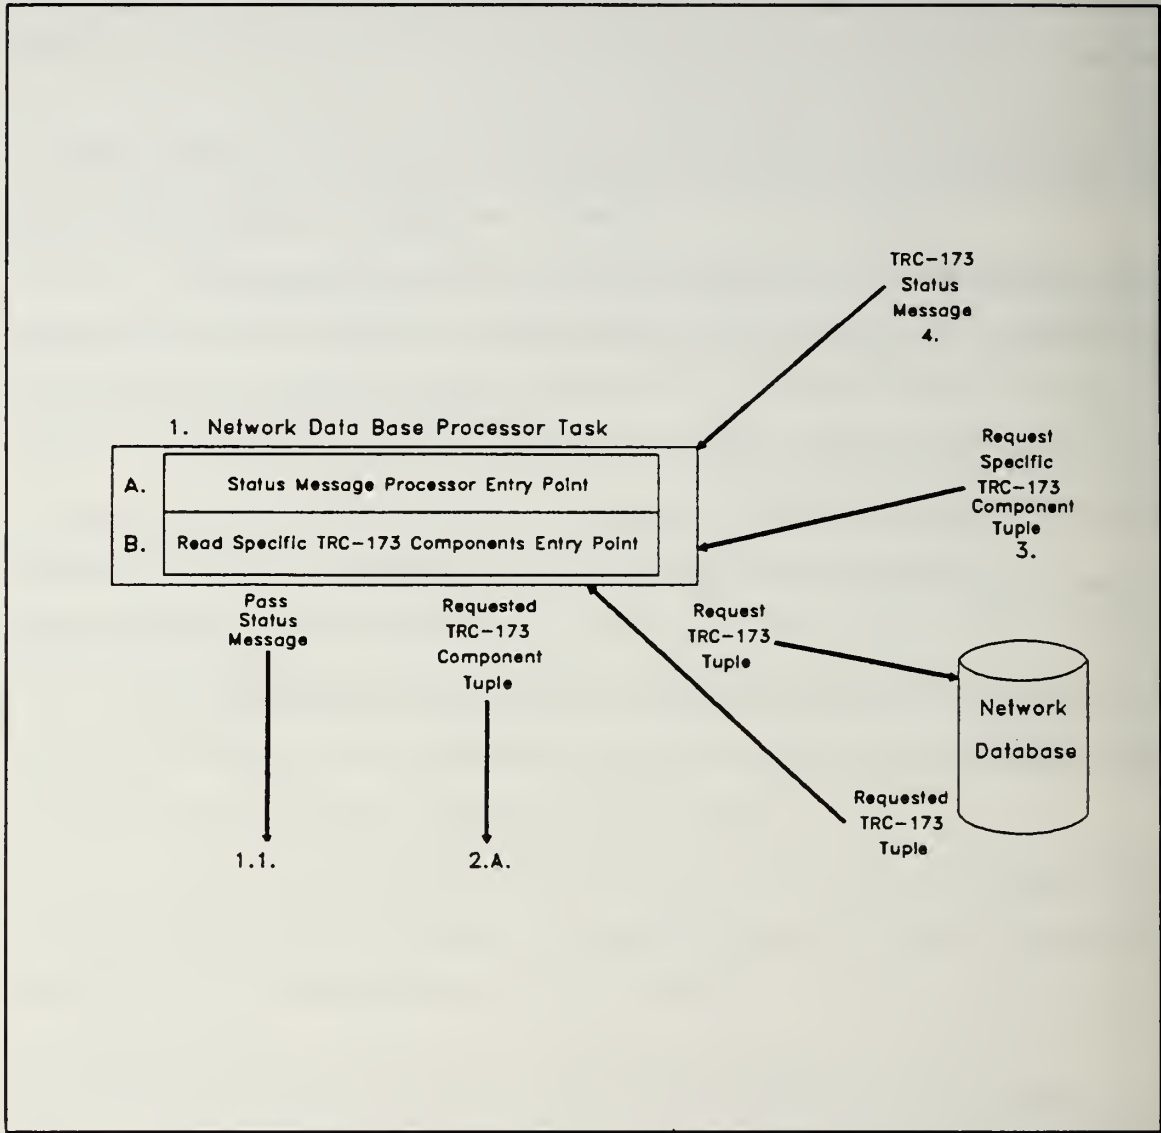 TRC-173
Status
Message
4.
1. Network Data Base Processor Task
A. Status Message Processor Entry Point
B. Read Specific TRC-173 Components Entry Point
Request
Specific
TRC-173
Component
Tuple
3.
Pass
Status
Message
Requested
TRC-173
Component
Tuple
Request
TRC-173
Tuple
Network
Database
Requested
TRC-173
Tuple
1.1.
2.A.